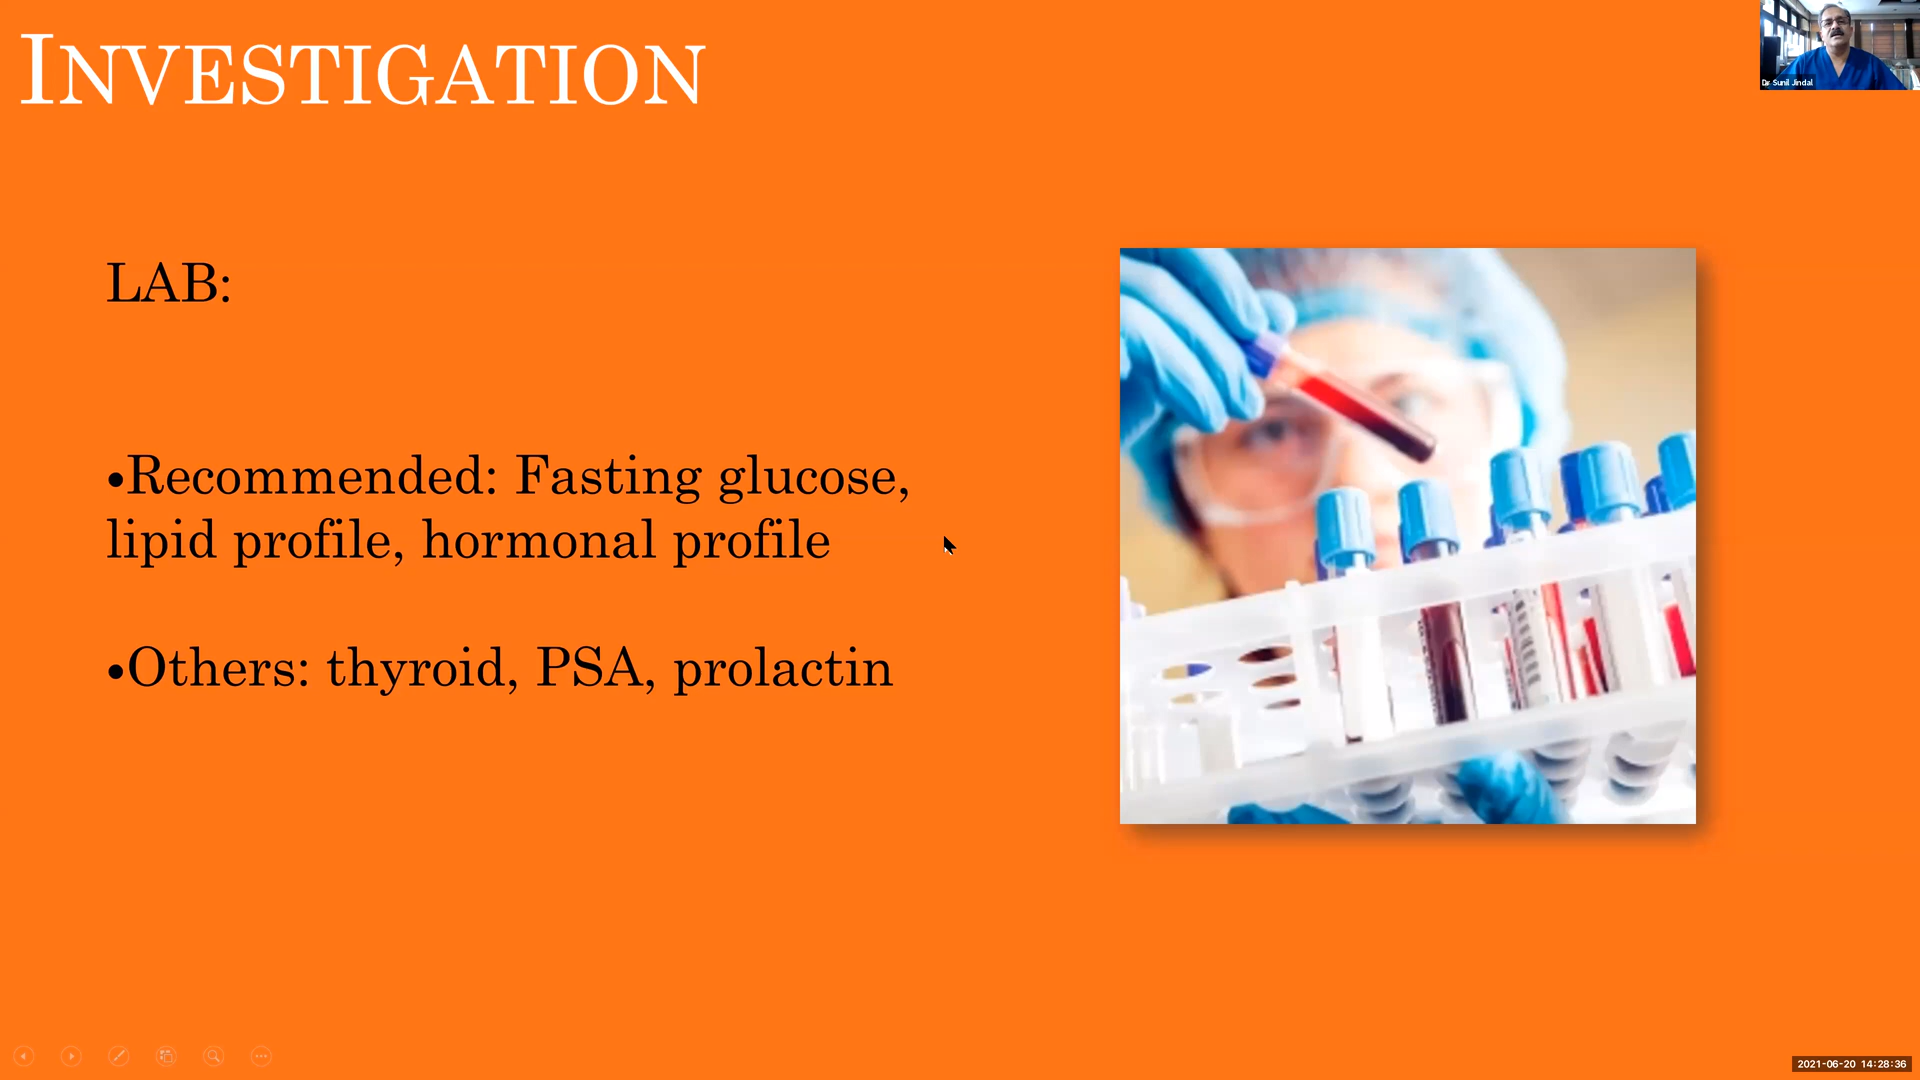 INVESTIGATION
Dr Sunil Jindal
LAB:
•Recommended: Fasting glucose,
lipid profile, hormonal profile
•Others: thyroid, PSA, prolactin
2021-06-20 14:28:36